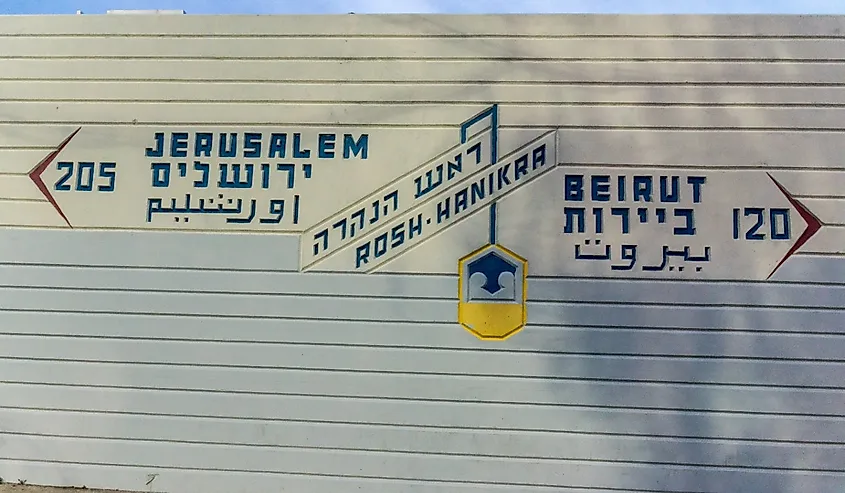 205
JERUSALEM
ירושלים
اورشليم
ראש הנקרה
ROSH-HANIKRA
BEIRUT
ביירות
بيروت
120